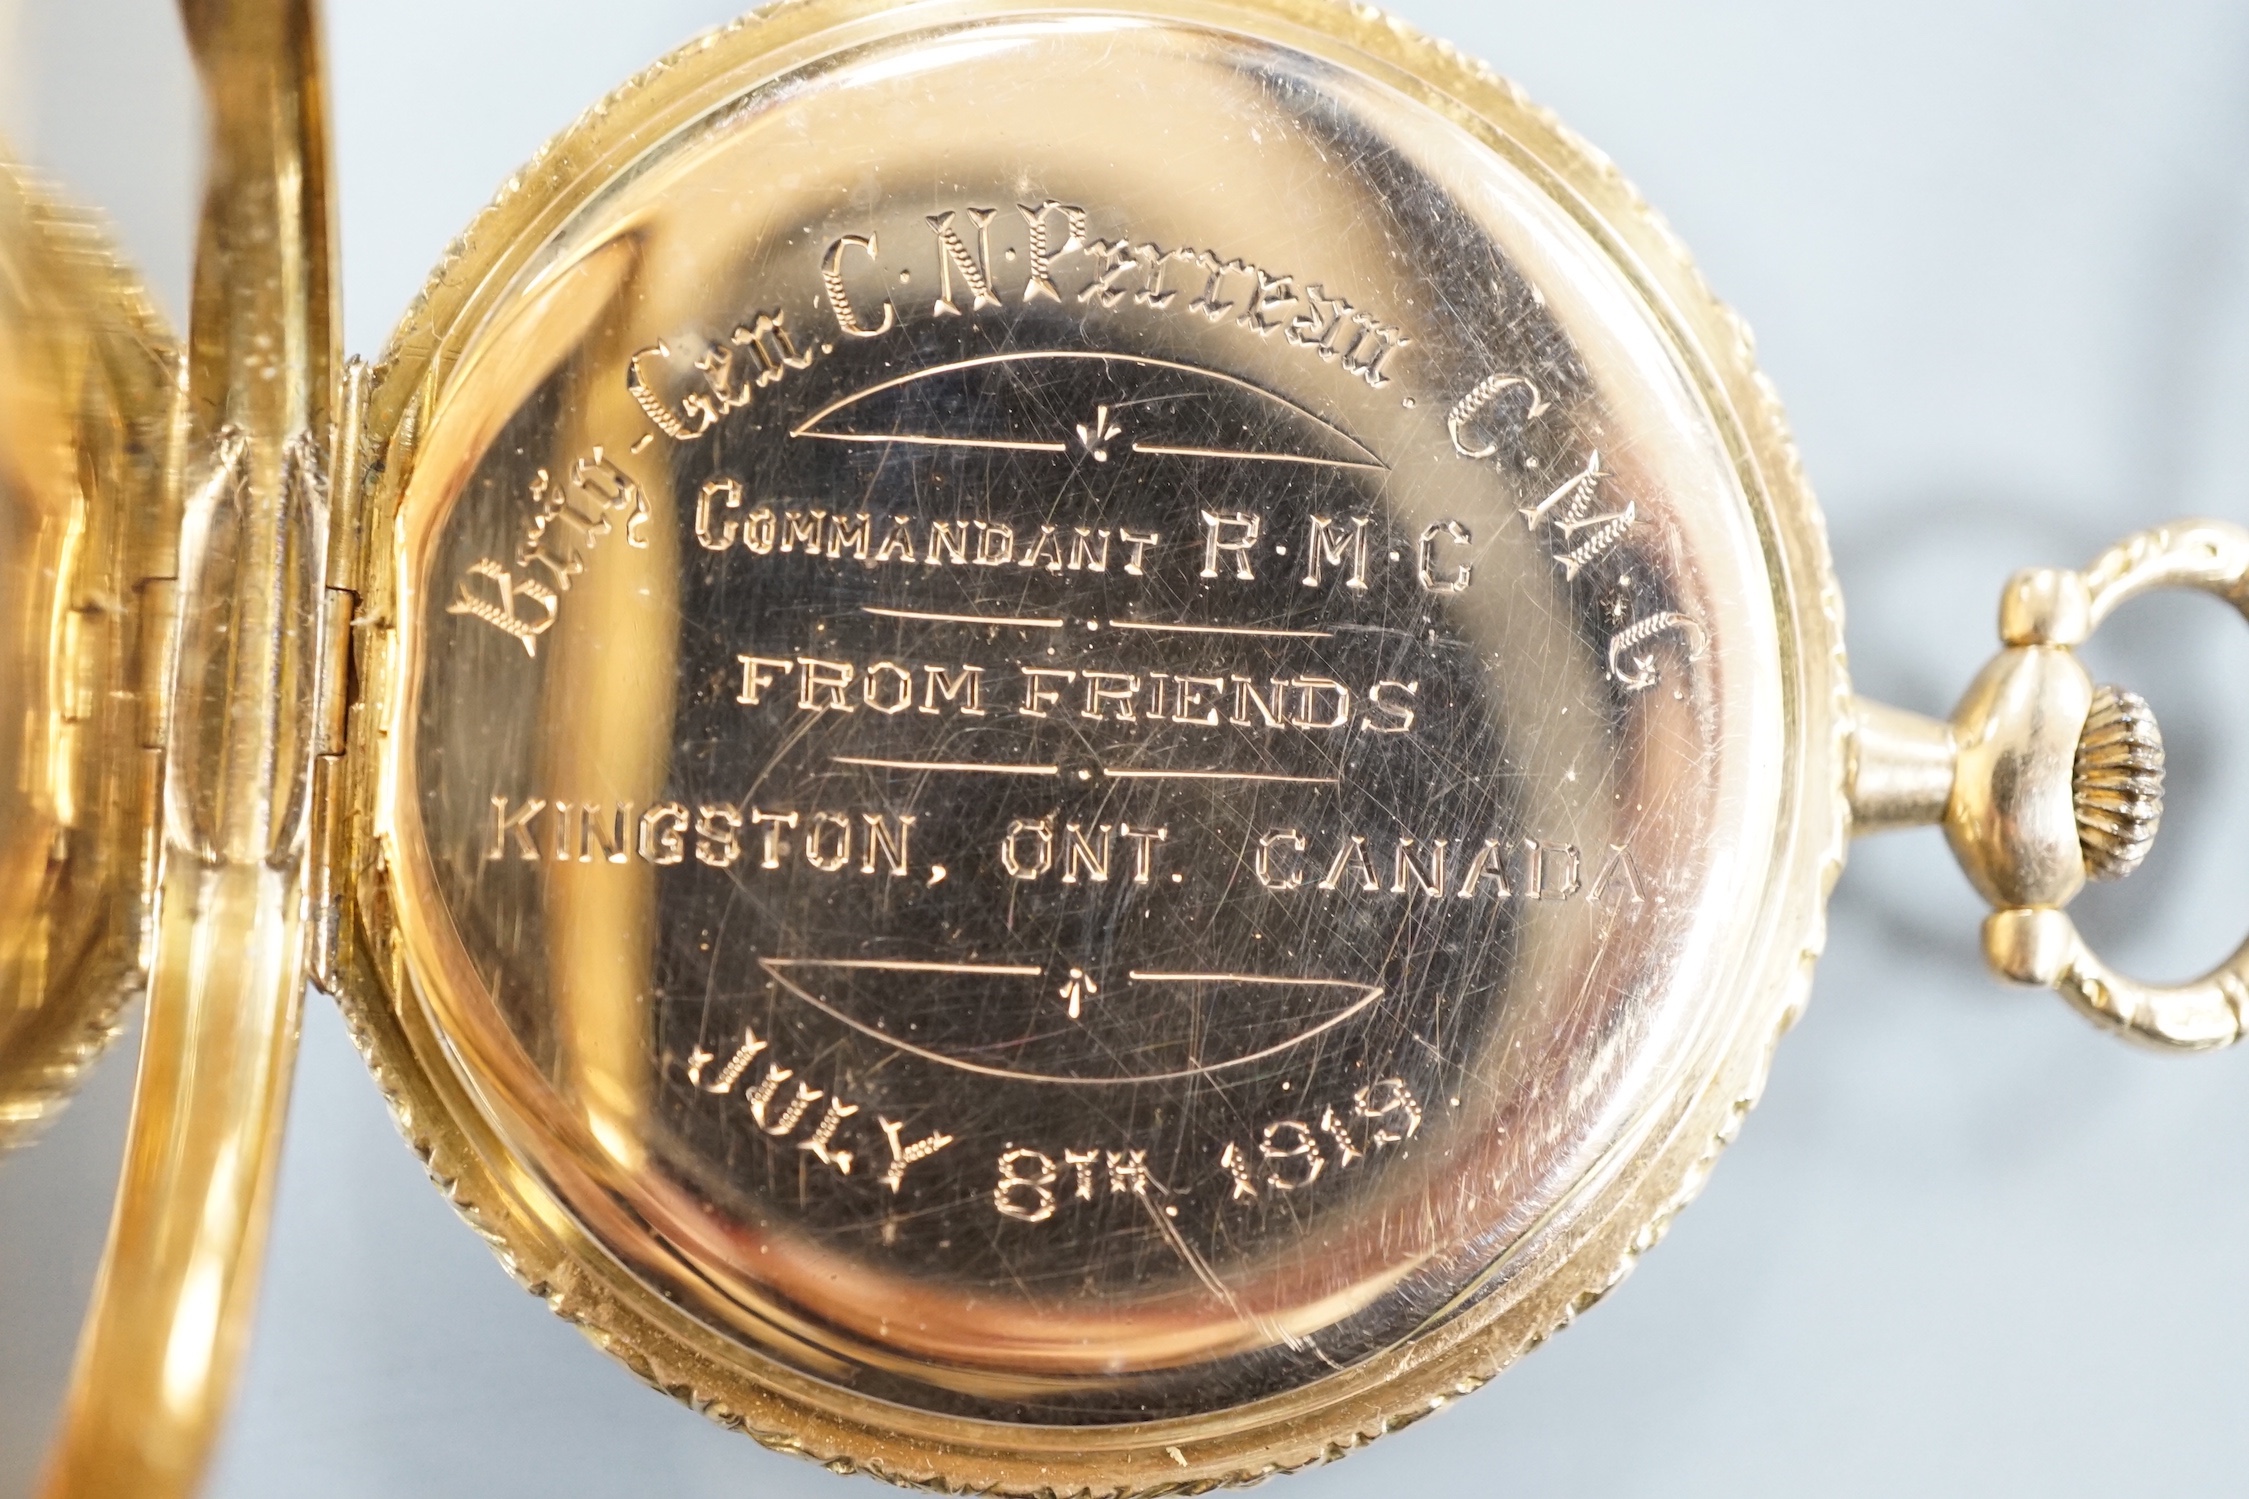 Brig-Gen. C. N. Perreau. C. M. G
COMMANDANT R. M. C
FROM FRIENDS
KINGSTON, ONT. CANADA
JULY 8TH. 1919